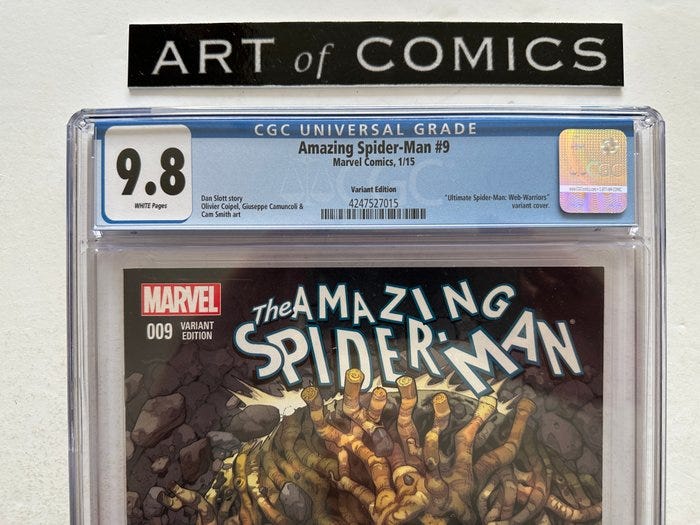 ART of COMICS
CGC UNIVERSAL GRADE
9.8
WHITE Pages
Amazing Spider-Man #9
Marvel Comics, 1/15
Variant Edition
Dan Slott story
Olivier Coipel, Giuseppe Camuncoli &
Cam Smith art
4247527015
"Ultimate Spider-Man: Web-Warriors"
variant cover.
CGC
MARVEL
009 VARIANT
EDITION
The AMAZING
SPIDER-MAN